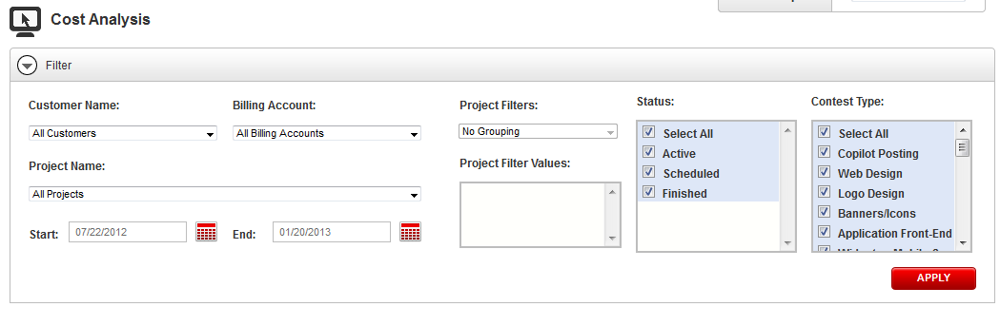 Cost Analysis
Filter
Customer Name:
All Customers
Billing Account:
All Billing Accounts
Project Name:
All Projects
Start:
07/22/2012
End:
01/20/2013
Project Filters:
No Grouping
Project Filter Values:
Status:
Select All
Active
Scheduled
Finished
Contest Type:
Select All
Copilot Posting
Web Design
Logo Design
Banners/Icons
Application Front-End
APPLY